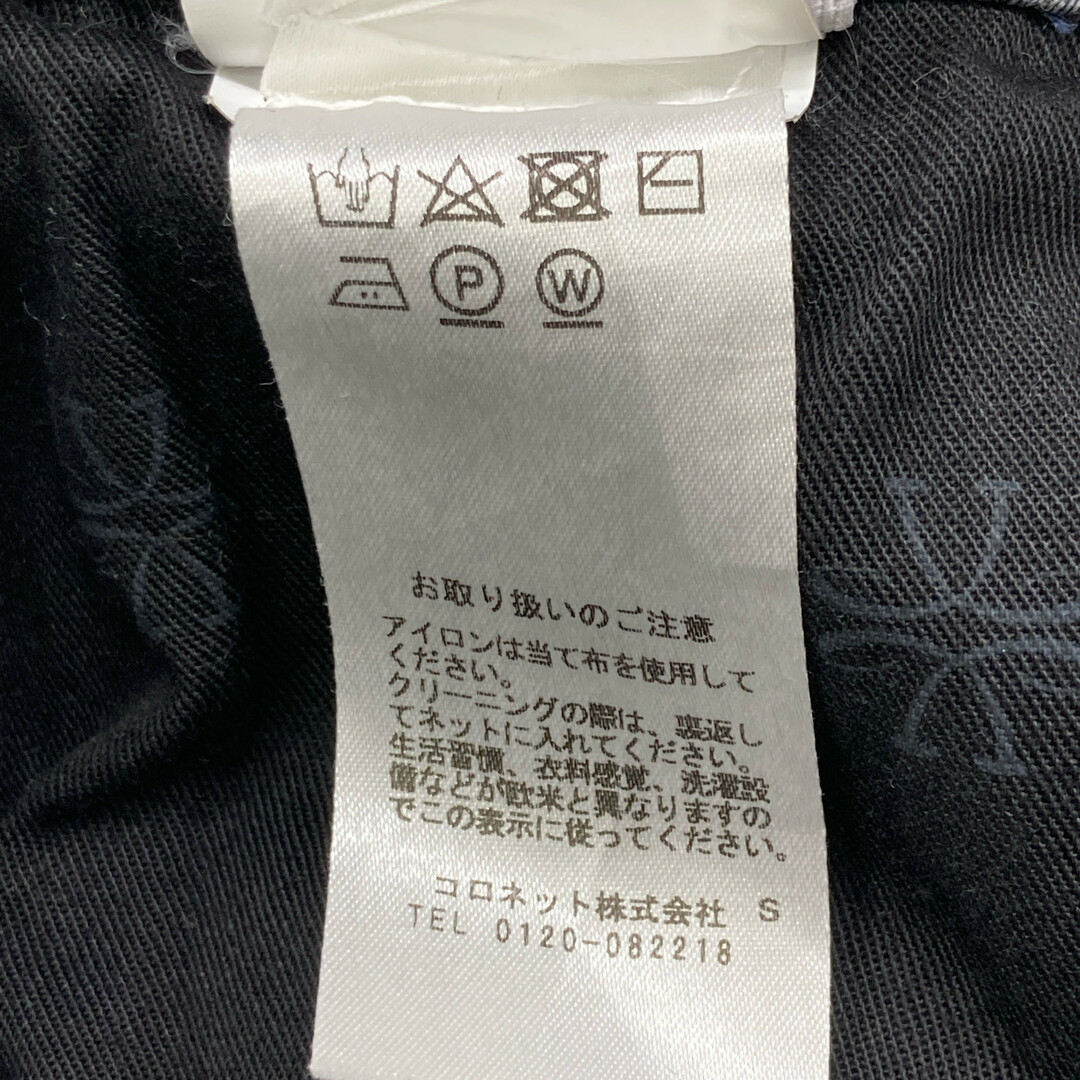 P W
お取り扱いのご注意
アイロンは当て布を使用して
ください。
クリーニングの際は、裏返し
てネットに入れてください。
生活習慣、衣料感覚、洗濯設
備などが欧米と異なりますの
でこの表示に従ってください。
コロネット株式会社 S
TEL 0120-082218